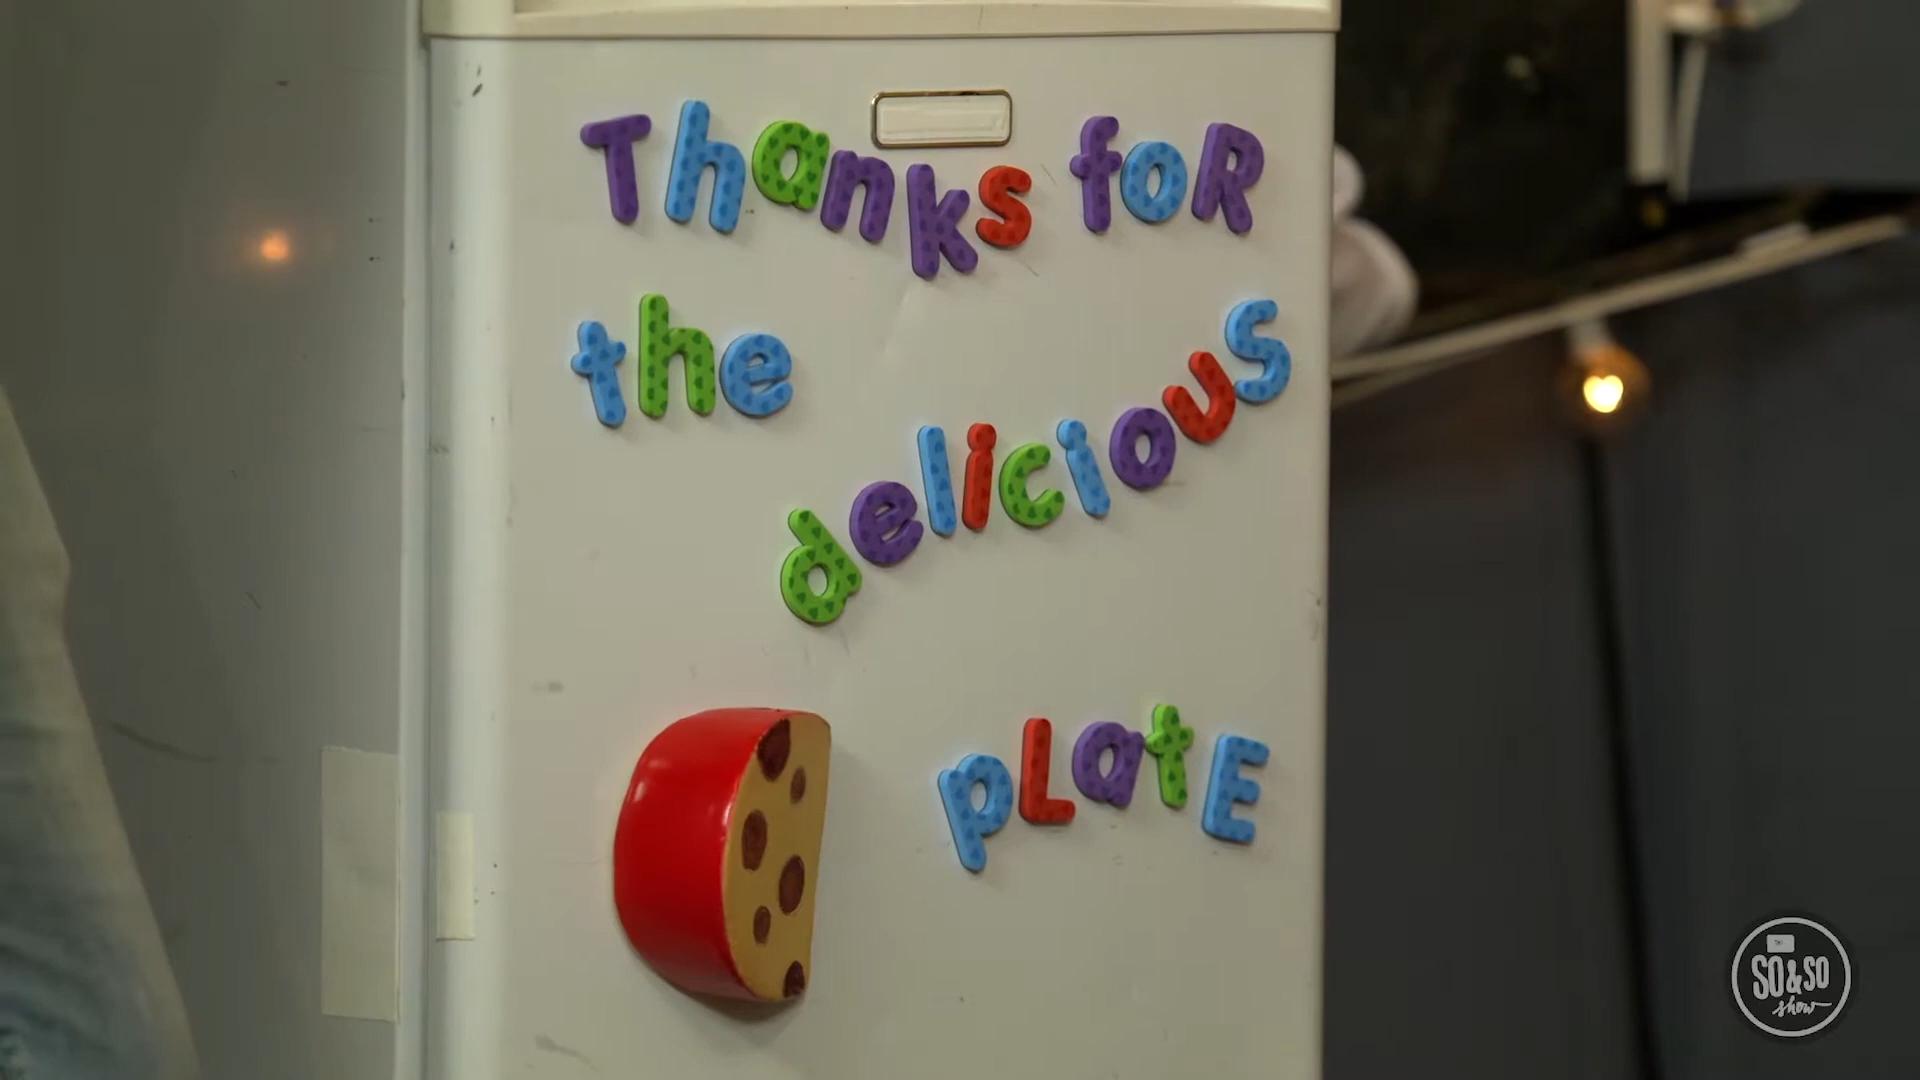 Thanks foR
the
delicious
pLatE
SO & SO
show